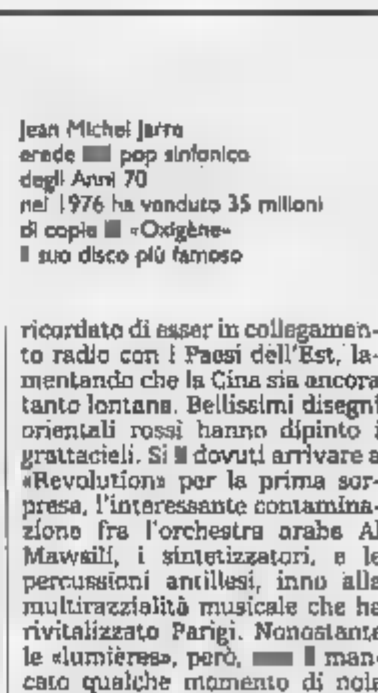 Jean Michel Jarre
erede pop sinfonico
degli Anni 70
nel 1976 ha venduto 35 milioni
di copie «Oxigène»
suo disco più famoso
ricordato di esser in collegamen-
to radio con i Paesi dell'Est, la-
mentando che la Cina sia ancora
tanto lontana. Bellissimi disegni
orientali rossi hanno dipinto i
grattacieli. Si dovuti arrivare a
«Revolution» per la prima sor-
presa, l'interessante contamina-
zione fra l'orchestra araba Al
Mawsili, i sintetizzatori, e le
percussioni antillesi, inno alla
multirazzialità musicale che ha
rivitalizzato Parigi. Nonostante
le «lumières», però, man-
cato qualche momento di noia